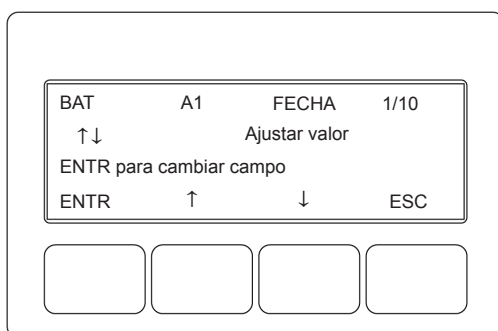 BAT A1 FECHA 1/10
↑↓ Ajustar valor
ENTR para cambiar campo
ENTR ↑ ↓ ESC